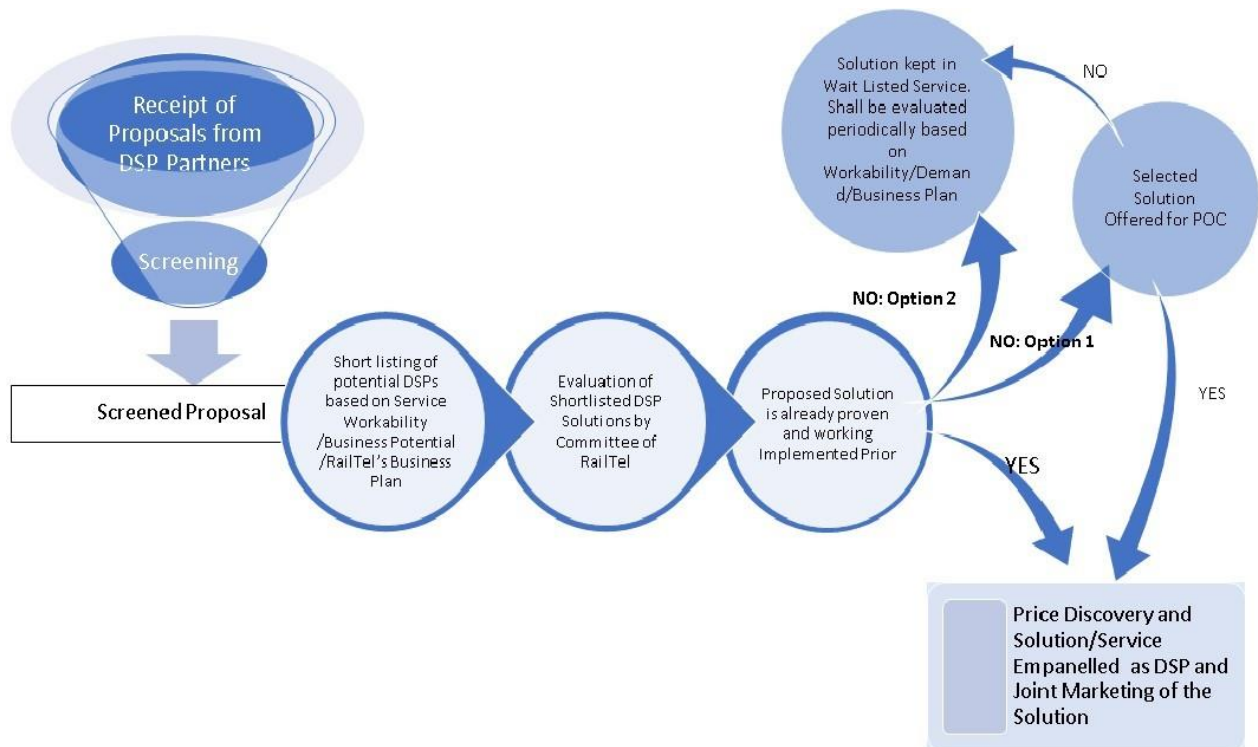 Receipt of
Proposals from
DSP Partners
Screening
Screened Proposal
Short listing of
potential DSPs
based on Service
Workability
/Business Potential
/RailTel's Business
Plan
Evaluation of
Shortlisted DSP
Solutions by
Committee of
RailTel
Proposed Solution
is already proven
and working
Implemented Prior
NO: Option 2
NO: Option 1
YES
Solution kept in
Wait Listed Service.
Shall be evaluated
periodically based
on
Workability/Deman
d/Business Plan
NO
Selected
Solution
Offered for POC
YES
Price Discovery and
Solution/Service
Empanelled as DSP and
Joint Marketing of the
Solution